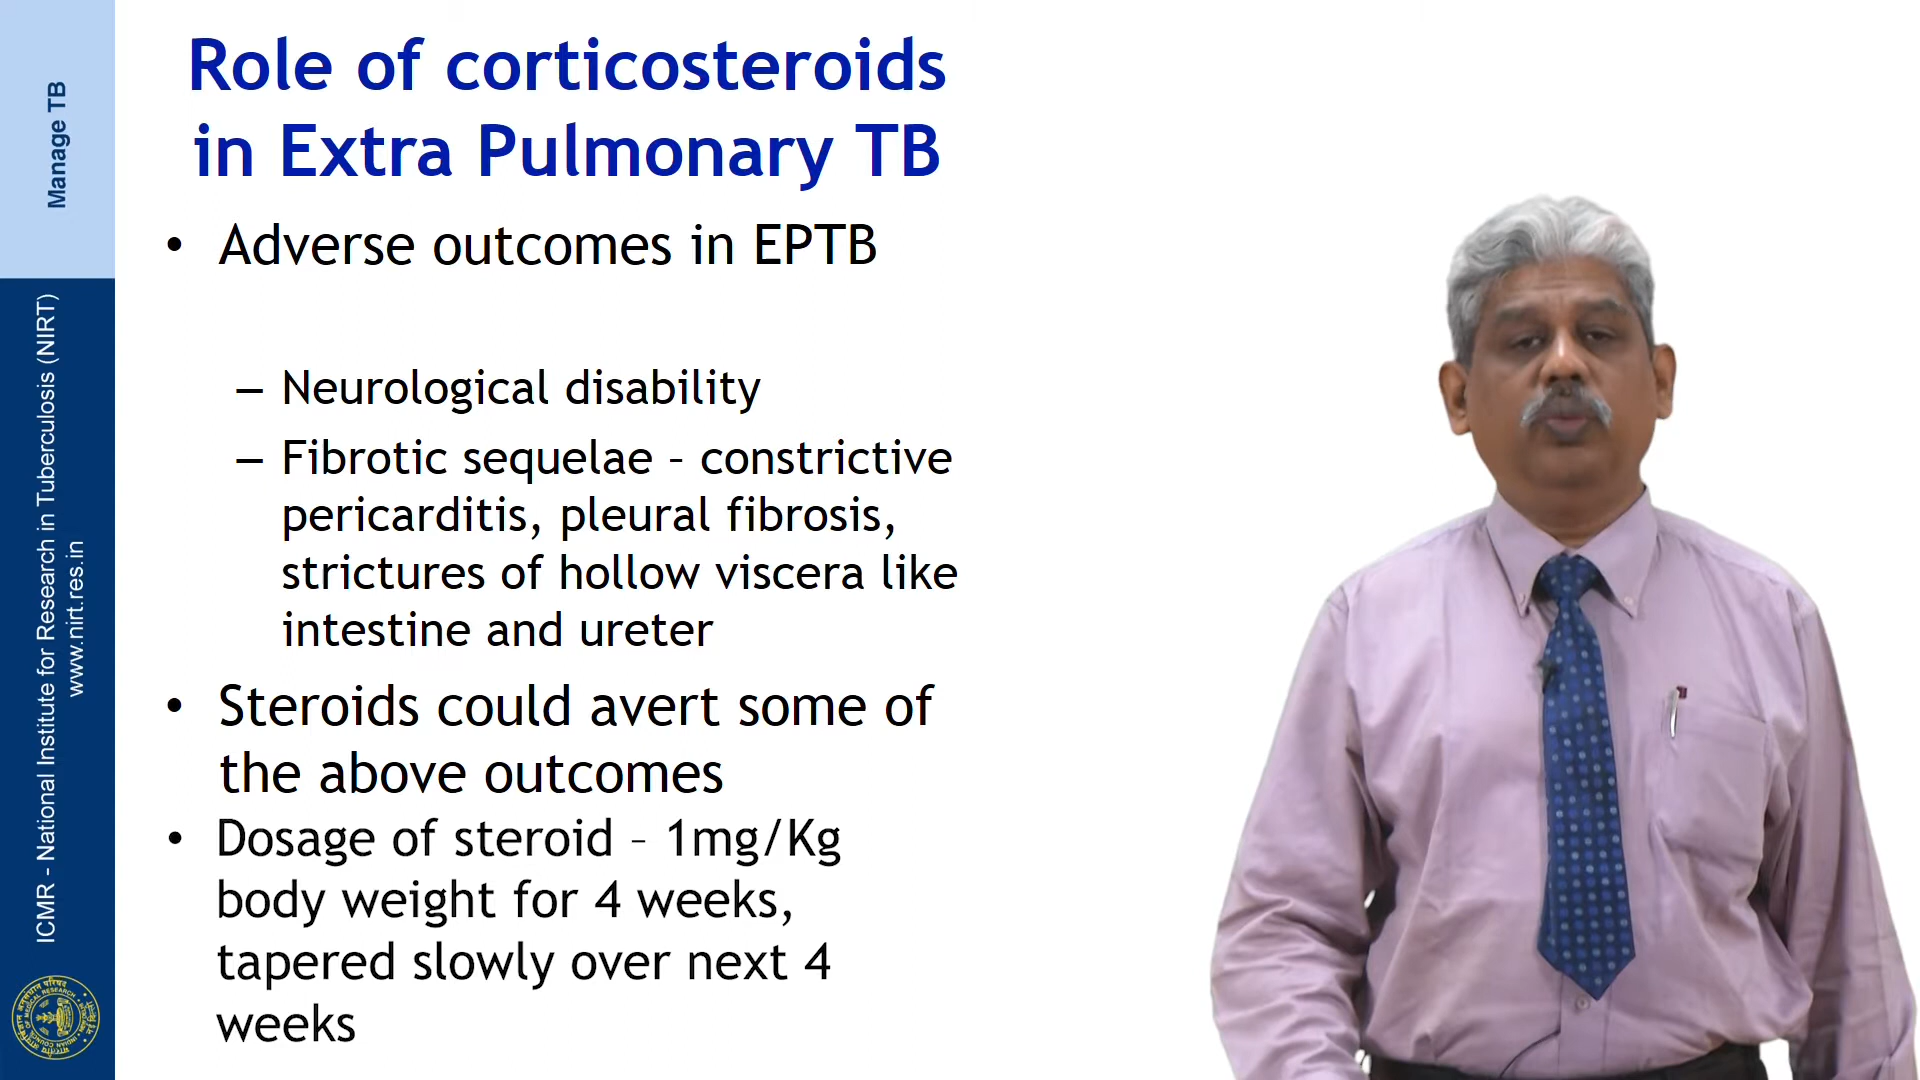 Role of corticosteroids
in Extra Pulmonary TB
• Adverse outcomes in EPTB
– Neurological disability
– Fibrotic sequelae – constrictive
pericarditis, pleural fibrosis,
strictures of hollow viscera like
intestine and ureter
• Steroids could avert some of
the above outcomes
• Dosage of steroid – 1mg/Kg
body weight for 4 weeks,
tapered slowly over next 4
weeks
Manage TB
ICMR - National Institute for Research in Tuberculosis (NIRT)
www.nirt.res.in